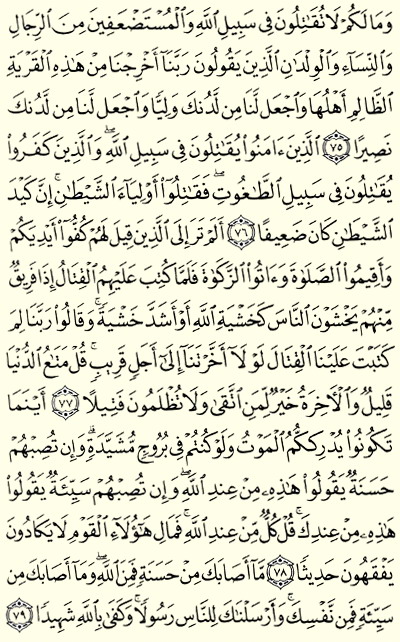 وَمَا لَكُمْ لَا تُقَٰتِلُونَ فِى سَبِيلِ ٱللَّهِ وَٱلْمُسْتَضْعَفِينَ مِنَ ٱلرِّجَالِ
وَٱلنِّسَآءِ وَٱلْوِلْدَٰنِ ٱلَّذِينَ يَقُولُونَ رَبَّنَآ أَخْرِجْنَا مِنْ هَٰذِهِ ٱلْقَرْيَةِ
ٱلظَّالِمِ أَهْلُهَا وَٱجْعَل لَّنَا مِن لَّدُنكَ وَلِيًّا وَٱجْعَل لَّنَا مِن لَّدُنكَ
نَصِيرًا ٧٥ ٱلَّذِينَ ءَامَنُوا۟ يُقَٰتِلُونَ فِى سَبِيلِ ٱللَّهِ ۖ وَٱلَّذِينَ كَفَرُوا۟
يُقَٰتِلُونَ فِى سَبِيلِ ٱلطَّٰغُوتِ فَقَٰتِلُوٓا۟ أَوْلِيَآءَ ٱلشَّيْطَٰنِ ۖ إِنَّ كَيْدَ
ٱلشَّيْطَٰنِ كَانَ ضَعِيفًا ٧٦ أَلَمْ تَرَ إِلَى ٱلَّذِينَ قِيلَ لَهُمْ كُفُّوٓا۟ أَيْدِيَكُمْ
وَأَقِيمُوا۟ ٱلصَّلَوٰةَ وَءَاتُوا۟ ٱلزَّكَوٰةَ فَلَمَّا كُتِبَ عَلَيْهِمُ ٱلْقِتَالُ إِذَا فَرِيقٌ
مِّنْهُمْ يَخْشَوْنَ ٱلنَّاسَ كَخَشْيَةِ ٱللَّهِ أَوْ أَشَدَّ خَشْيَةً ۚ وَقَالُوا۟ رَبَّنَا لِمَ
كَتَبْتَ عَلَيْنَا ٱلْقِتَالَ لَوْلَآ أَخَّرْتَنَآ إِلَىٰٓ أَجَلٍ قَرِيبٍ ۗ قُلْ مَتَٰعُ ٱلدُّنْيَا
قَلِيلٌ وَٱلْءَاخِرَةُ خَيْرٌ لِّمَنِ ٱتَّقَىٰ وَلَا تُظْلَمُونَ فَتِيلًا ٧٧ أَيْنَمَا
تَكُونُوا۟ يُدْرِككُّمُ ٱلْمَوْتُ وَلَوْ كُنتُمْ فِى بُرُوجٍ مُّشَيَّدَةٍ ۗ وَإِن تُصِبْهُمْ
حَسَنَةٌ يَقُولُوا۟ هَٰذِهِۦ مِنْ عِندِ ٱللَّهِ ۖ وَإِن تُصِبْهُمْ سَيِّئَةٌ يَقُولُوا۟
هَٰذِهِۦ مِنْ عِندِكَ ۚ قُلْ كُلٌّ مِّنْ عِندِ ٱللَّهِ ۖ فَمَالِ هَٰٓؤُلَآءِ ٱلْقَوْمِ لَا يَكَادُونَ
يَفْقَهُونَ حَدِيثًا ٧٨ مَّآ أَصَابَكَ مِنْ حَسَنَةٍ فَمِنَ ٱللَّهِ ۖ وَمَآ أَصَابَكَ مِن
سَيِّئَةٍ فَمِن نَّفْسِكَ ۚ وَأَرْسَلْنَٰكَ لِلنَّاسِ رَسُولًا ۚ وَكَفَىٰ بِٱللَّهِ شَهِيدًا ٧٩